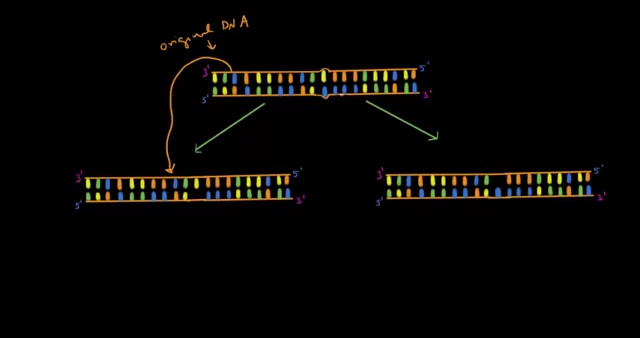 original DNA
3' 5'
5' 3'
3' 5' 3' 5'
5' 3' 5' 3'